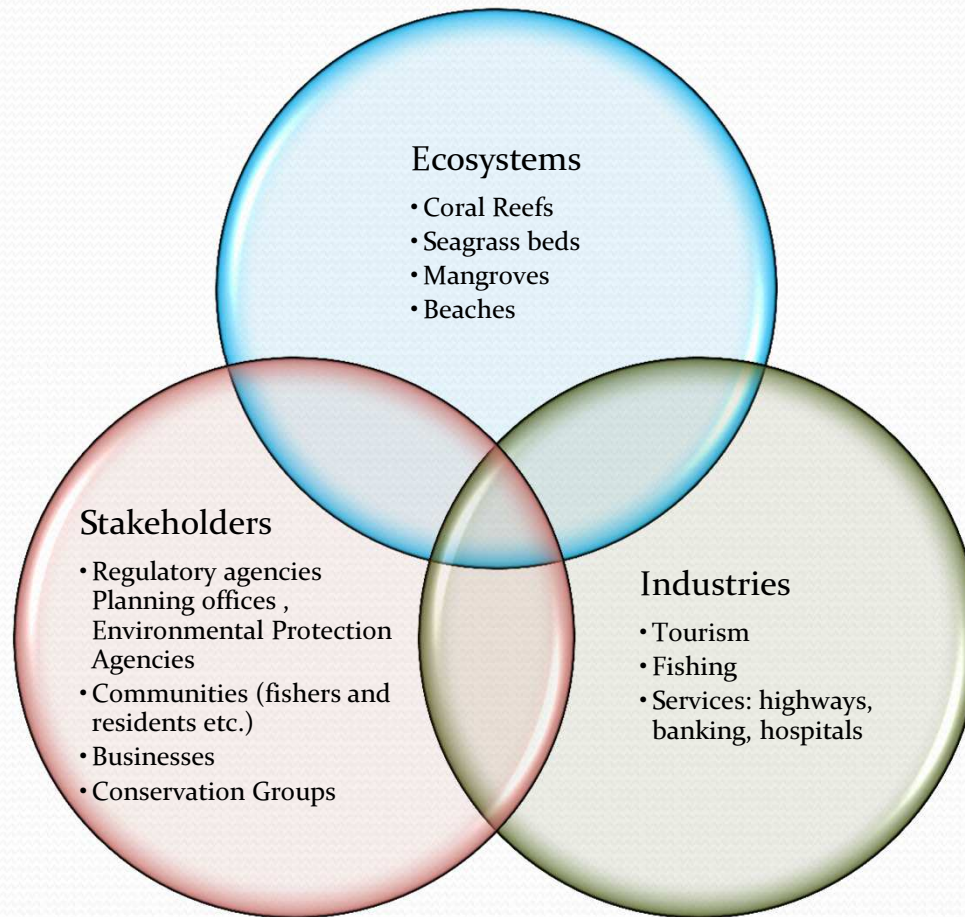 Ecosystems
• Coral Reefs
• Seagrass beds
• Mangroves
• Beaches
Stakeholders
• Regulatory agencies
Planning offices ,
Environmental Protection
Agencies
• Communities (fishers and
residents etc.)
• Businesses
• Conservation Groups
Industries
• Tourism
• Fishing
• Services: highways,
banking, hospitals